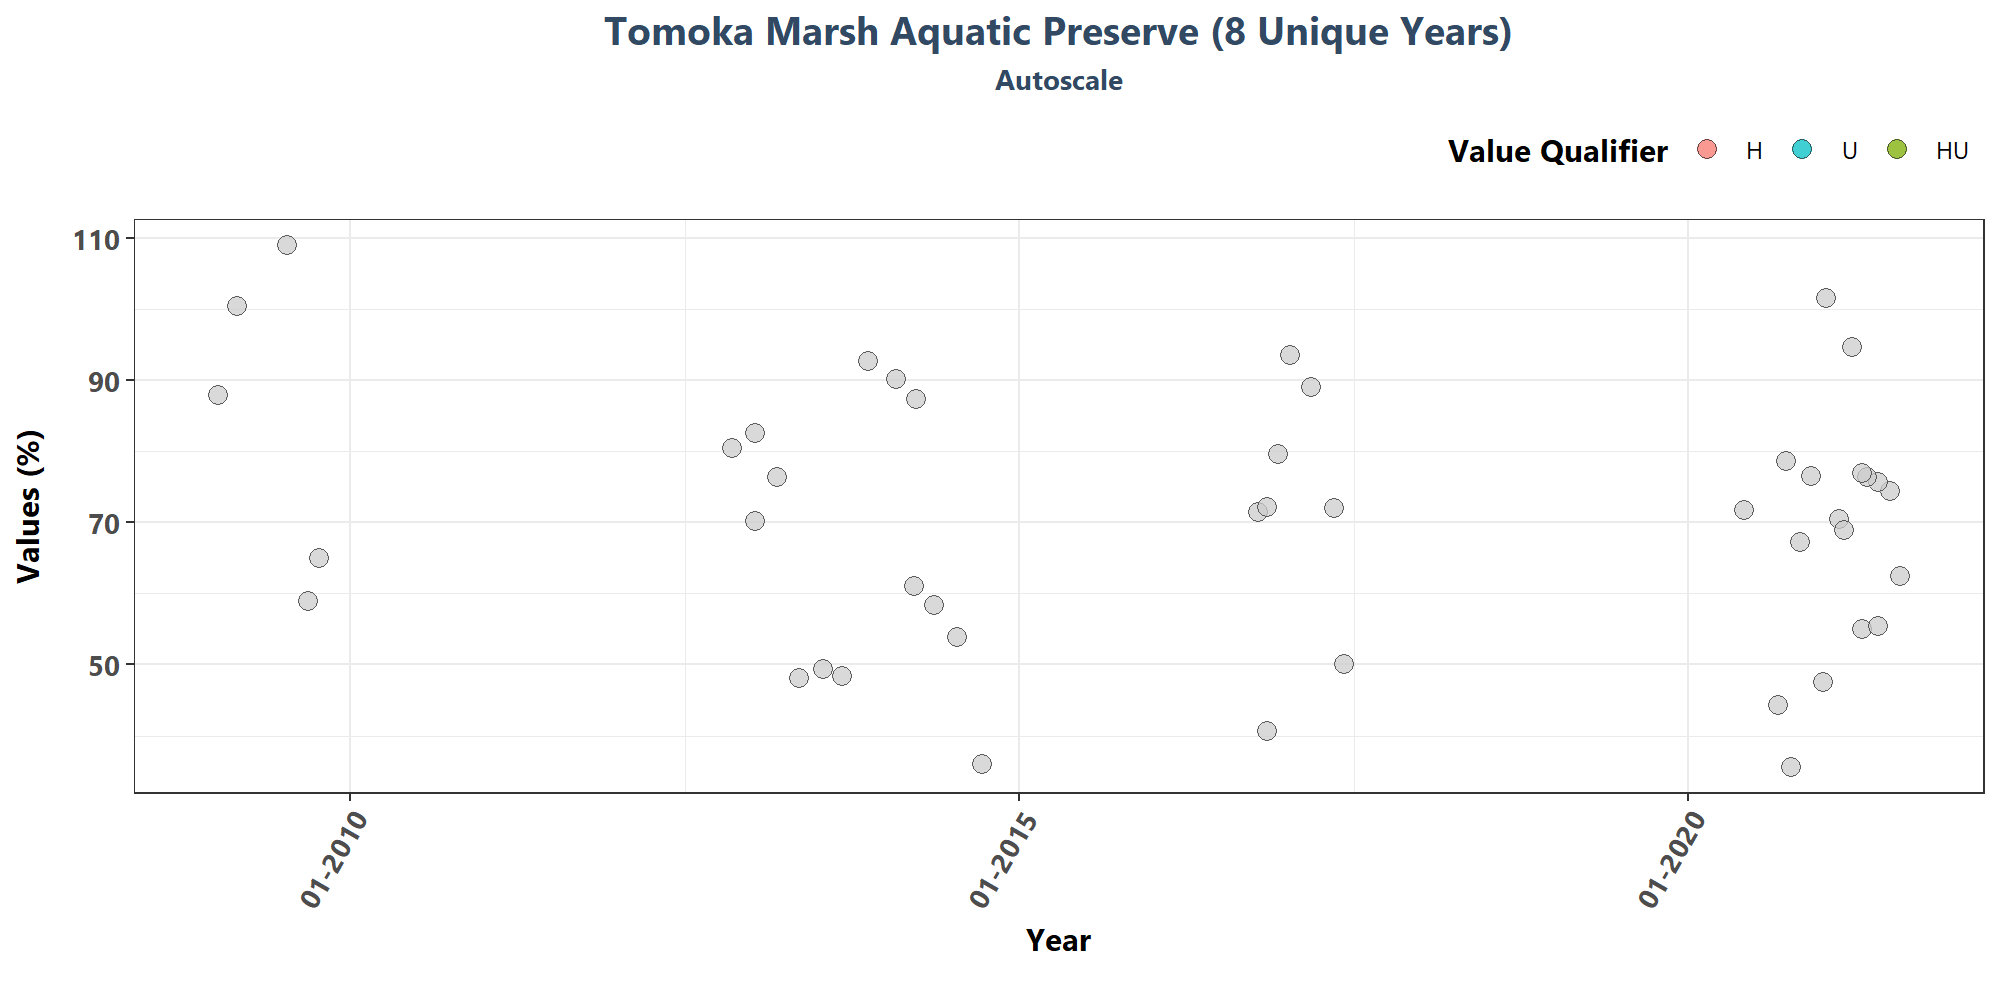 Tomoka Marsh Aquatic Preserve (8 Unique Years)
Autoscale
Value Qualifier H U HU
110
90
70
50
Values (%)
01-2010 01-2015 01-2020
Year